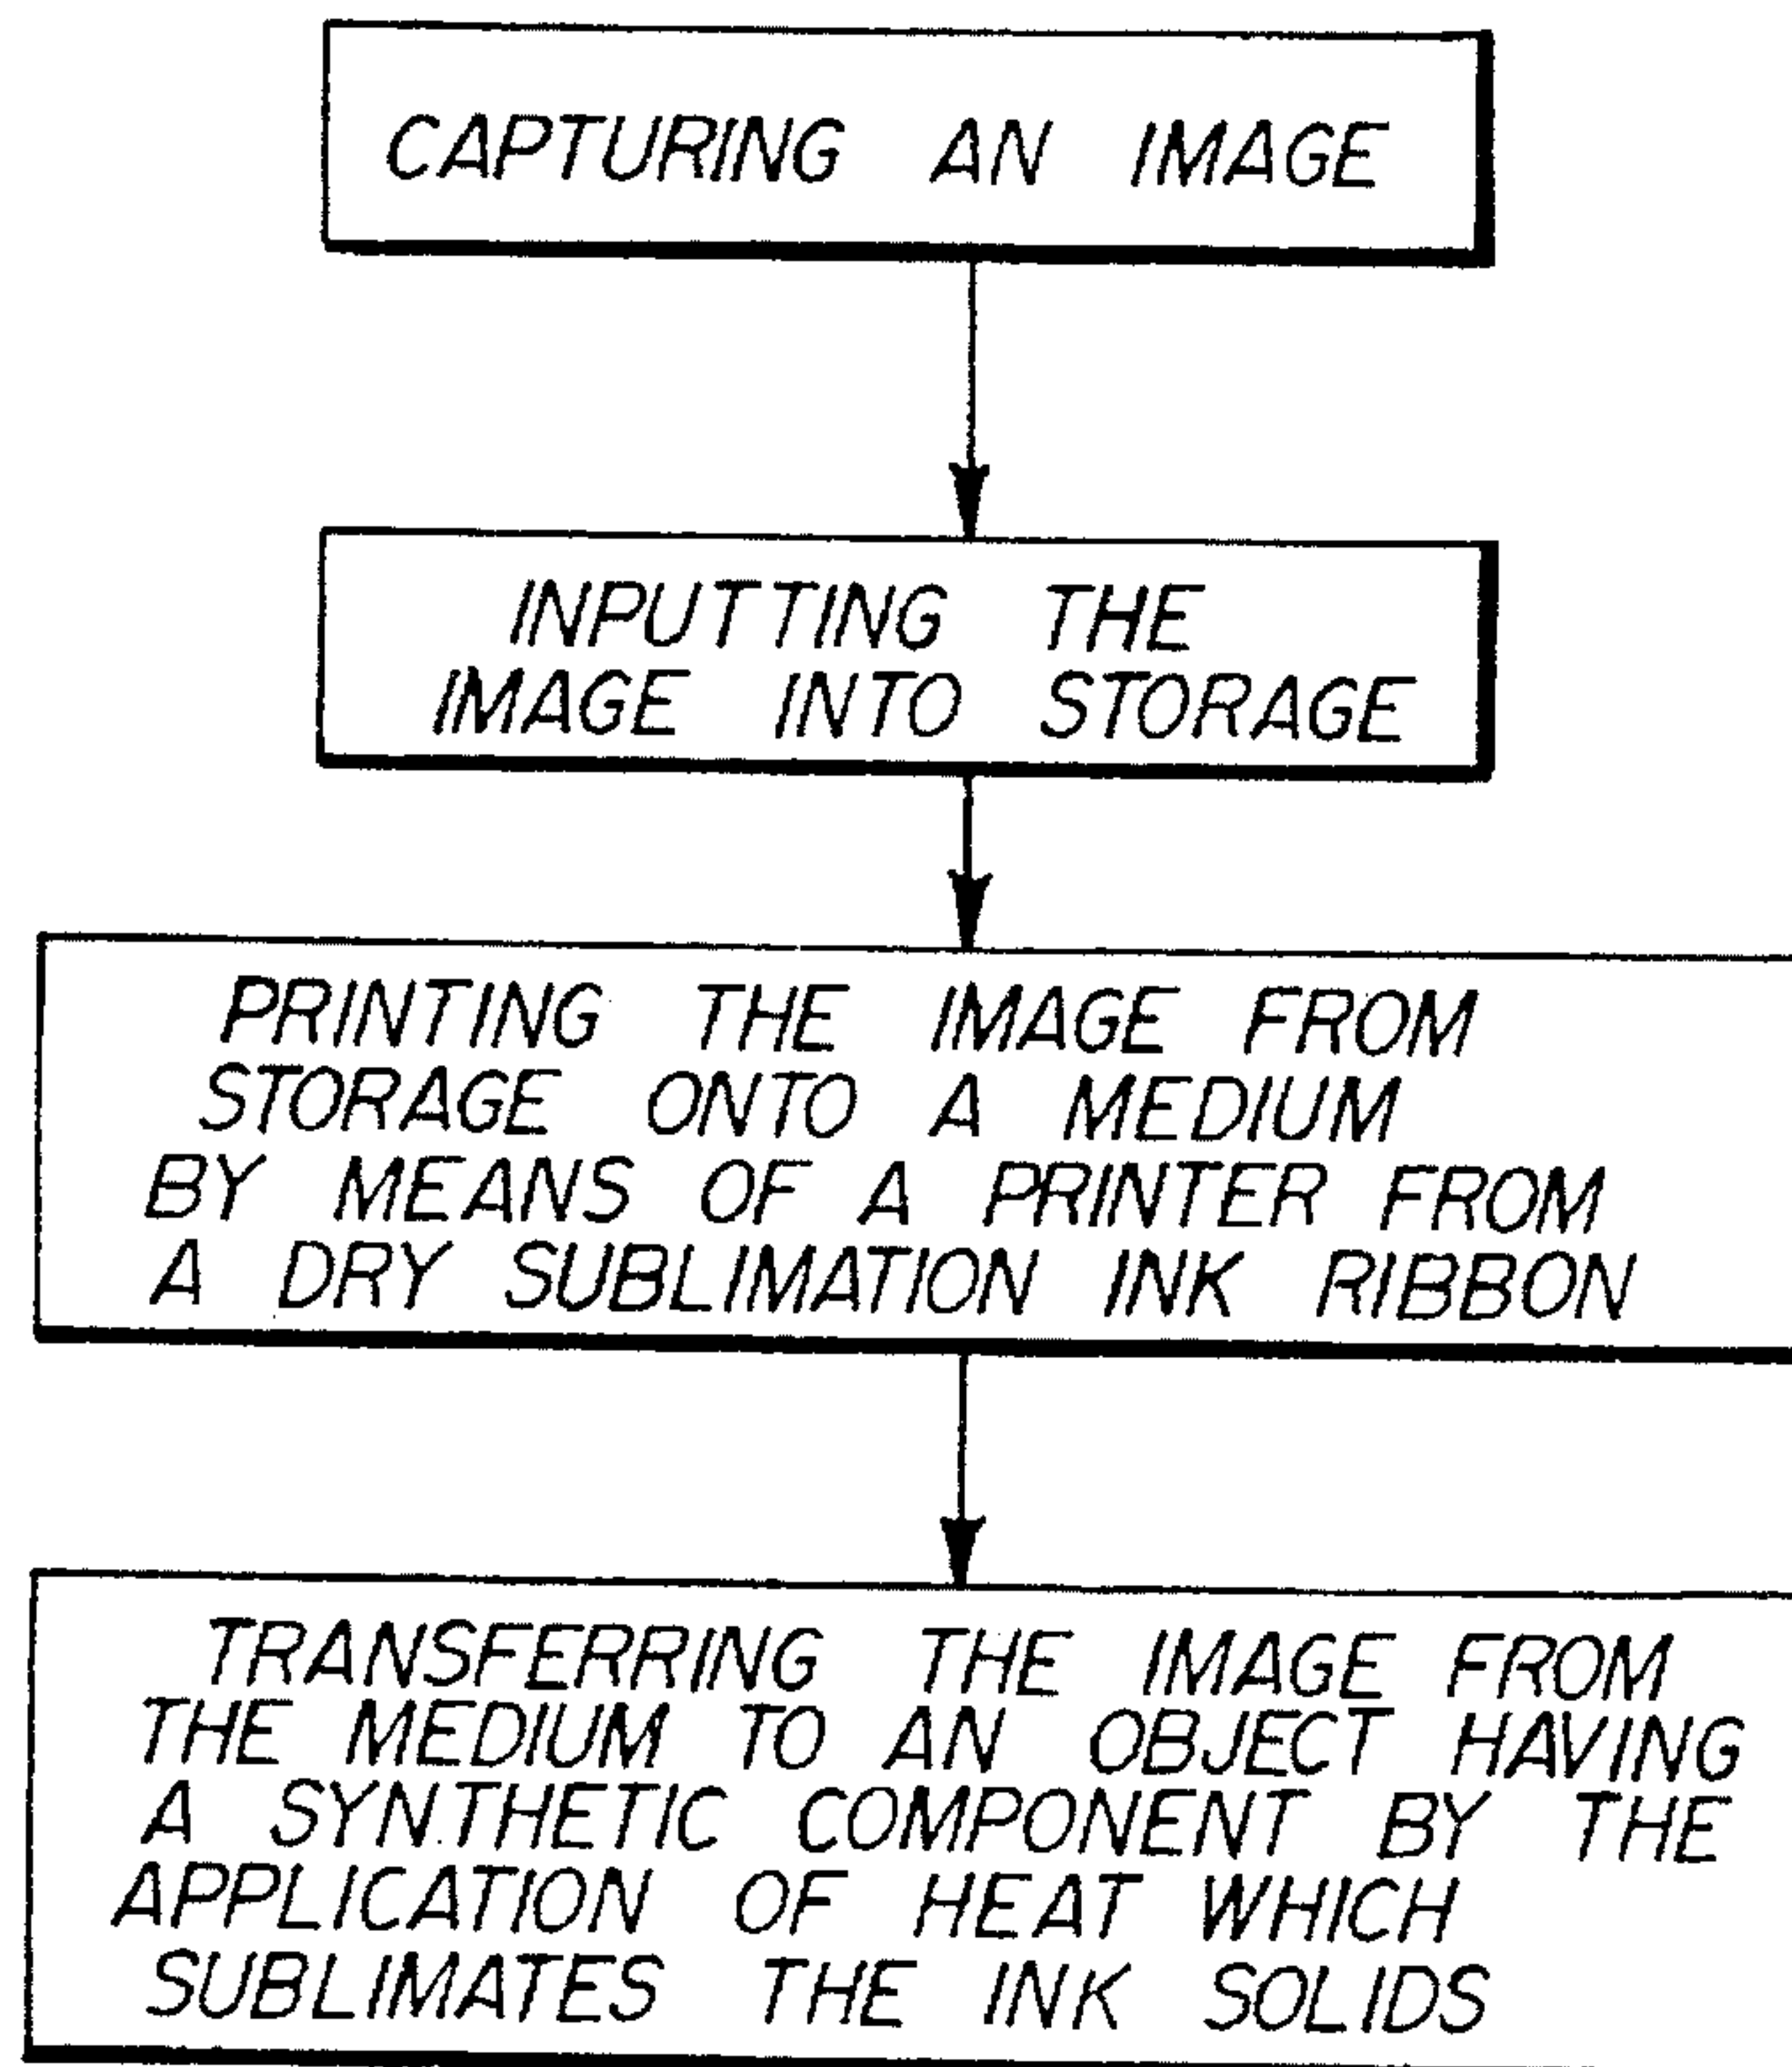 CAPTURING AN IMAGE
INPUTTING THE
IMAGE INTO STORAGE
PRINTING THE IMAGE FROM
STORAGE ONTO A MEDIUM
BY MEANS OF A PRINTER FROM
A DRY SUBLIMATION INK RIBBON
TRANSFERRING THE IMAGE FROM
THE MEDIUM TO AN OBJECT HAVING
A SYNTHETIC COMPONENT BY THE
APPLICATION OF HEAT WHICH
SUBLIMATES THE INK SOLIDS